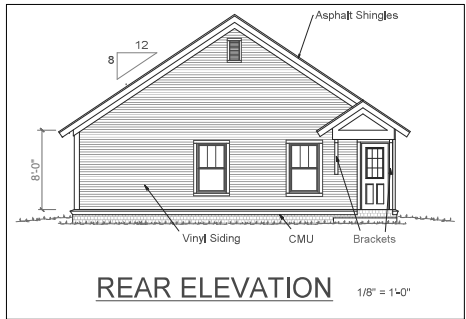 Asphalt Shingles
12
8
8'-0"
Vinyl Siding
CMU
Brackets
REAR ELEVATION
1/8" = 1'-0"